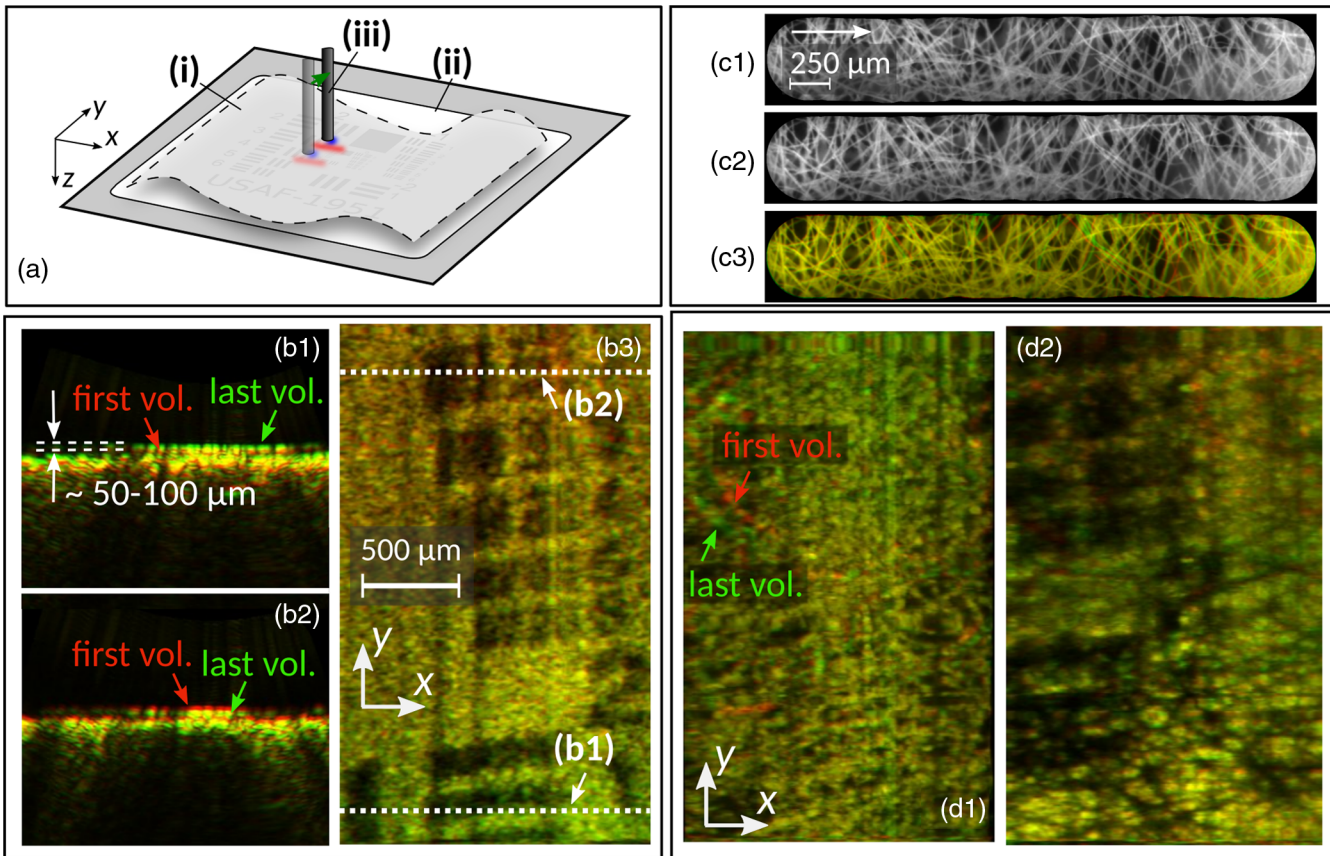 (i)
(iii)
(ii)
y
x
z
USAF-1951
(a)
(c1)
250 µm
(c2)
(c3)
(b1)
first vol.
last vol.
~ 50-100 µm
(b2)
first vol.
last vol.
(b3)
(b2)
500 µm
y
x
(b1)
first vol.
last vol.
y
x
(d1)
(d2)